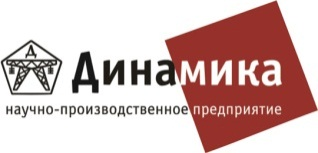 Д
Динамика
научно-производственное предприятие